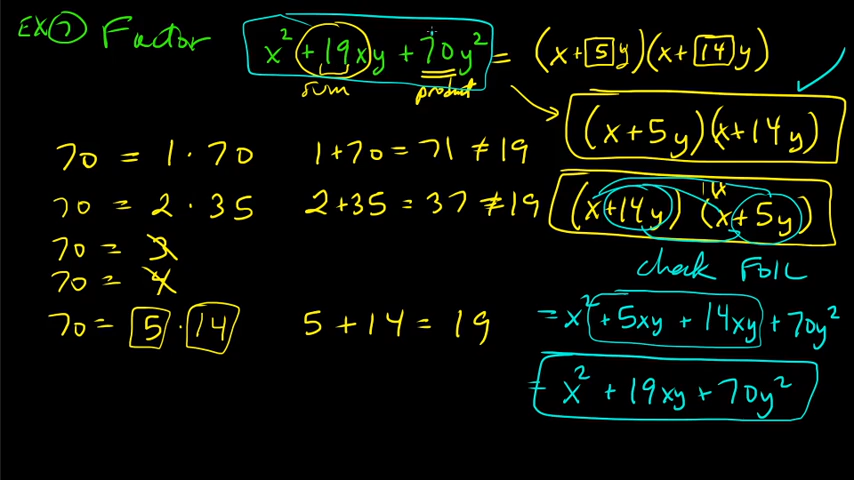 EX 7 Factor x² + 19xy + 70y² = (x + 5y)(x + 14y)
sum product
(x + 5y)(x + 14y)
70 = 1 · 70 1 + 70 = 71 ≠ 19
70 = 2 · 35 2 + 35 = 37 ≠ 19
(x + 14y) (x + 5y)
70 = 3
70 = 4
check FOIL
70 = 5 · 14 5 + 14 = 19
= x² + 5xy + 14xy + 70y²
= x² + 19xy + 70y²